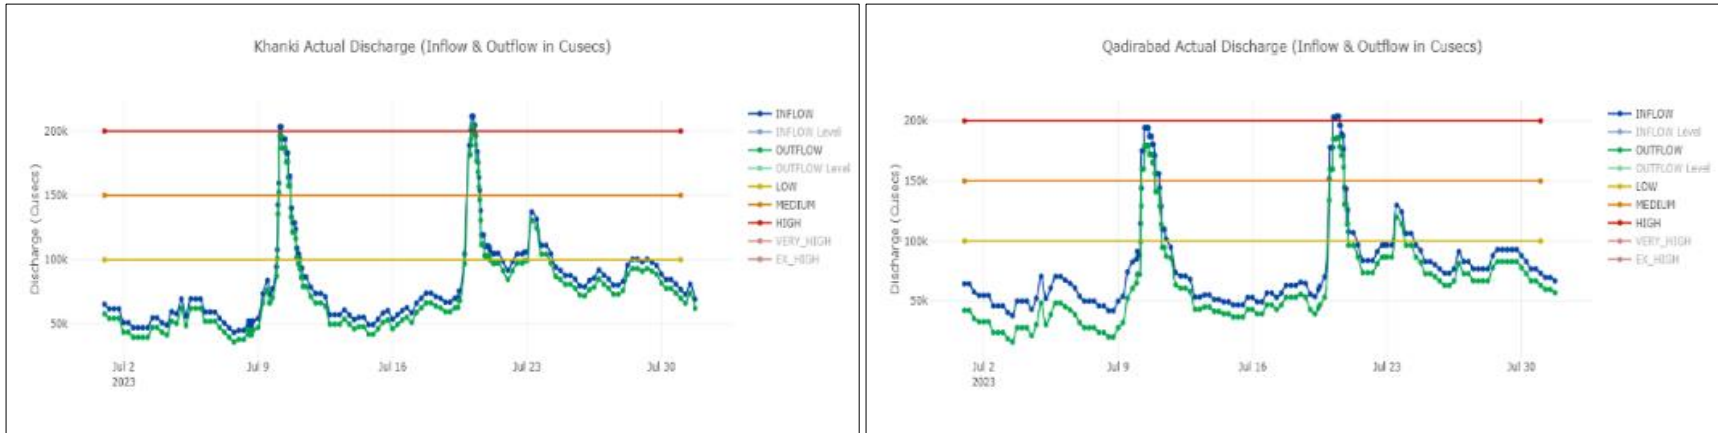 Khanki Actual Discharge (Inflow & Outflow in Cusecs)
200k
150k
100k
50k
Discharge ( Cusecs)
Jul 2
2023
Jul 9
Jul 16
Jul 23
Jul 30
INFLOW
INFLOW Level
OUTFLOW
OUTFLOW Level
LOW
MEDIUM
HIGH
VERY_HIGH
EX_HIGH
Qadirabad Actual Discharge (Inflow & Outflow in Cusecs)
200k
150k
100k
50k
Discharge ( Cusecs)
Jul 2
2023
Jul 9
Jul 16
Jul 23
Jul 30
INFLOW
INFLOW Level
OUTFLOW
OUTFLOW Level
LOW
MEDIUM
HIGH
VERY_HIGH
EX_HIGH